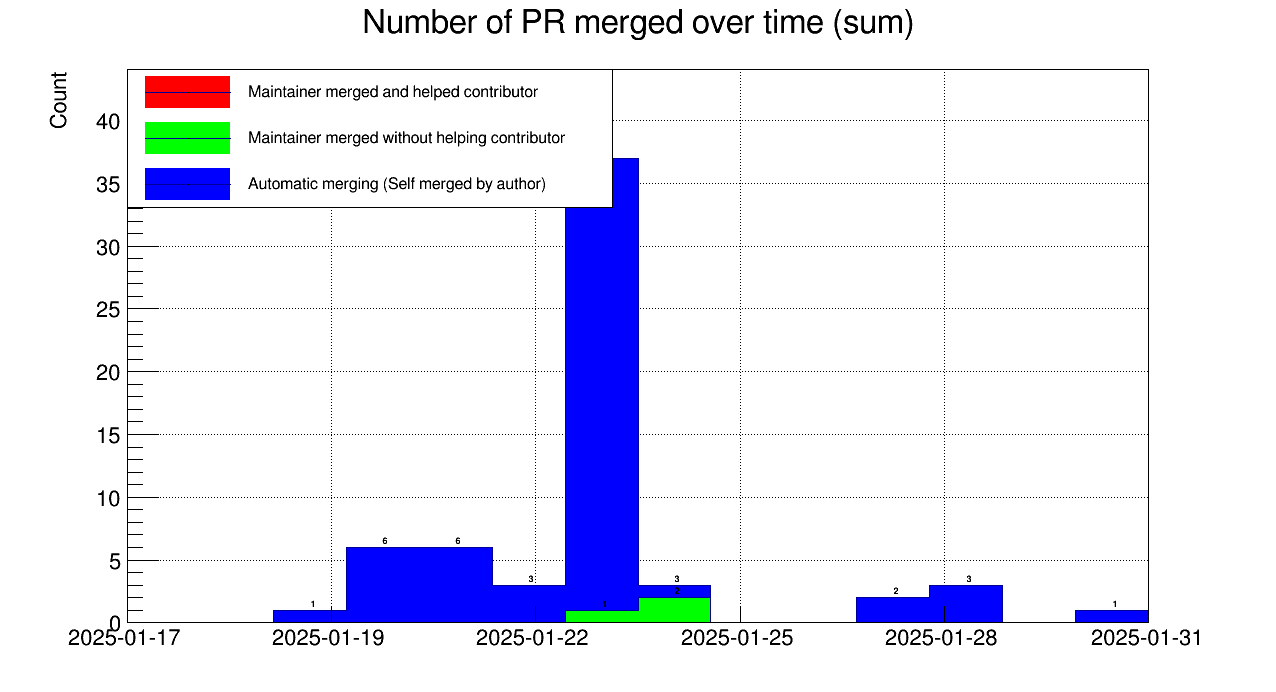 Number of PR merged over time (sum)
Count
Maintainer merged and helped contributor
Maintainer merged without helping contributor
Automatic merging (Self merged by author)
40
35
30
25
20
15
10
5
0
6 6
3 3 3
2
2
1 1 1
2025-01-17 2025-01-19 2025-01-22 2025-01-25 2025-01-28 2025-01-31